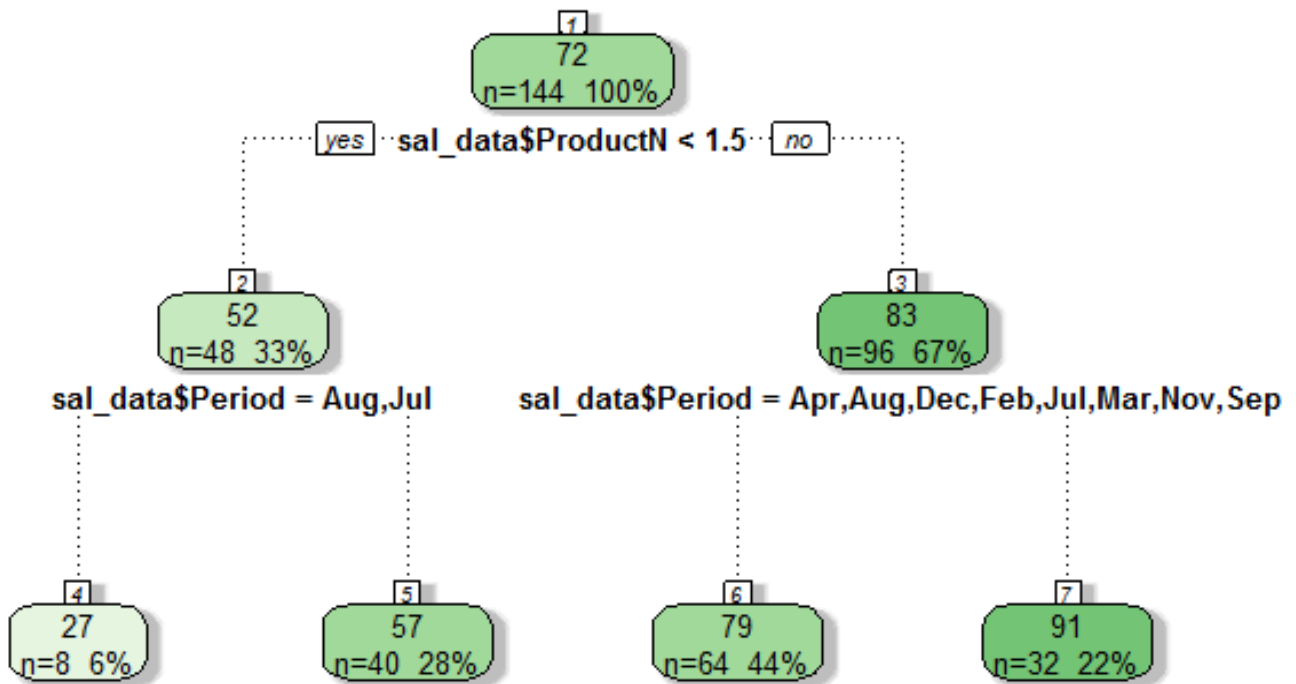 1
72
n=144 100%
yes sal_data$ProductN < 1.5 no
2
52
n=48 33%
3
83
n=96 67%
sal_data$Period = Aug,Jul
sal_data$Period = Apr,Aug,Dec,Feb,Jul,Mar,Nov,Sep
4
27
n=8 6%
5
57
n=40 28%
6
79
n=64 44%
7
91
n=32 22%